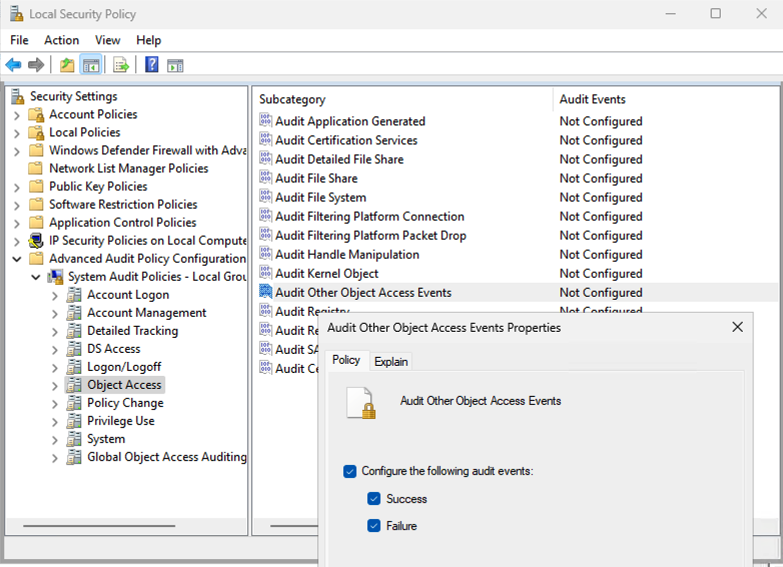 Local Security Policy
File Action View Help
Security Settings
Account Policies
Local Policies
Windows Defender Firewall with Adva
Network List Manager Policies
Public Key Policies
Software Restriction Policies
Application Control Policies
IP Security Policies on Local Compute
Advanced Audit Policy Configuration
System Audit Policies - Local Grou
Account Logon
Account Management
Detailed Tracking
DS Access
Logon/Logoff
Object Access
Policy Change
Privilege Use
System
Global Object Access Auditing
Subcategory Audit Events
Audit Application Generated Not Configured
Audit Certification Services Not Configured
Audit Detailed File Share Not Configured
Audit File Share Not Configured
Audit File System Not Configured
Audit Filtering Platform Connection Not Configured
Audit Filtering Platform Packet Drop Not Configured
Audit Handle Manipulation Not Configured
Audit Kernel Object Not Configured
Audit Other Object Access Events Not Configured
Audit Registry Not Configured
Audit Re
Audit SA
Audit Ce
Audit Other Object Access Events Properties
Policy Explain
Audit Other Object Access Events
Configure the following audit events:
Success
Failure